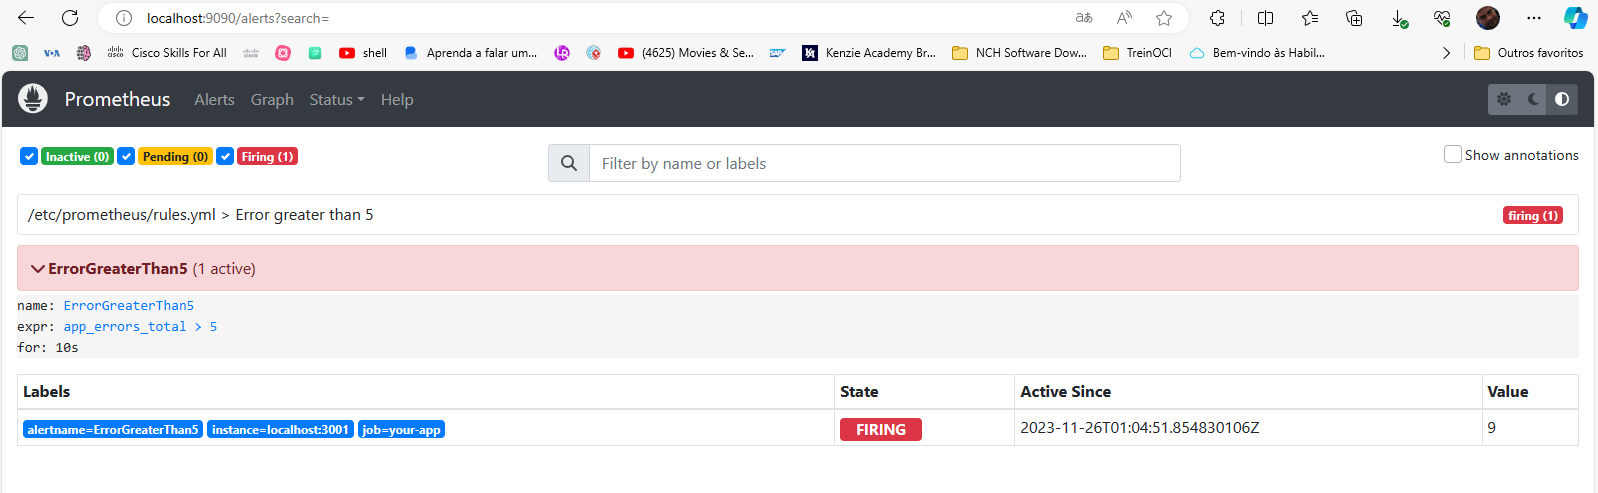 localhost:9090/alerts?search=
VOA Cisco Skills For All shell Aprenda a falar um... (4625) Movies & Se... SAP Kenzie Academy Br... NCH Software Dow... TreinOCI Bem-vindo às Habil... Outros favoritos
Prometheus Alerts Graph Status Help
Inactive (0) Pending (0) Firing (1) Filter by name or labels Show annotations
/etc/prometheus/rules.yml > Error greater than 5 firing (1)
ErrorGreaterThan5 (1 active)
name: ErrorGreaterThan5
expr: app_errors_total > 5
for: 10s
Labels State Active Since Value
alertname=ErrorGreaterThan5 instance=localhost:3001 job=your-app FIRING 2023-11-26T01:04:51.854830106Z 9